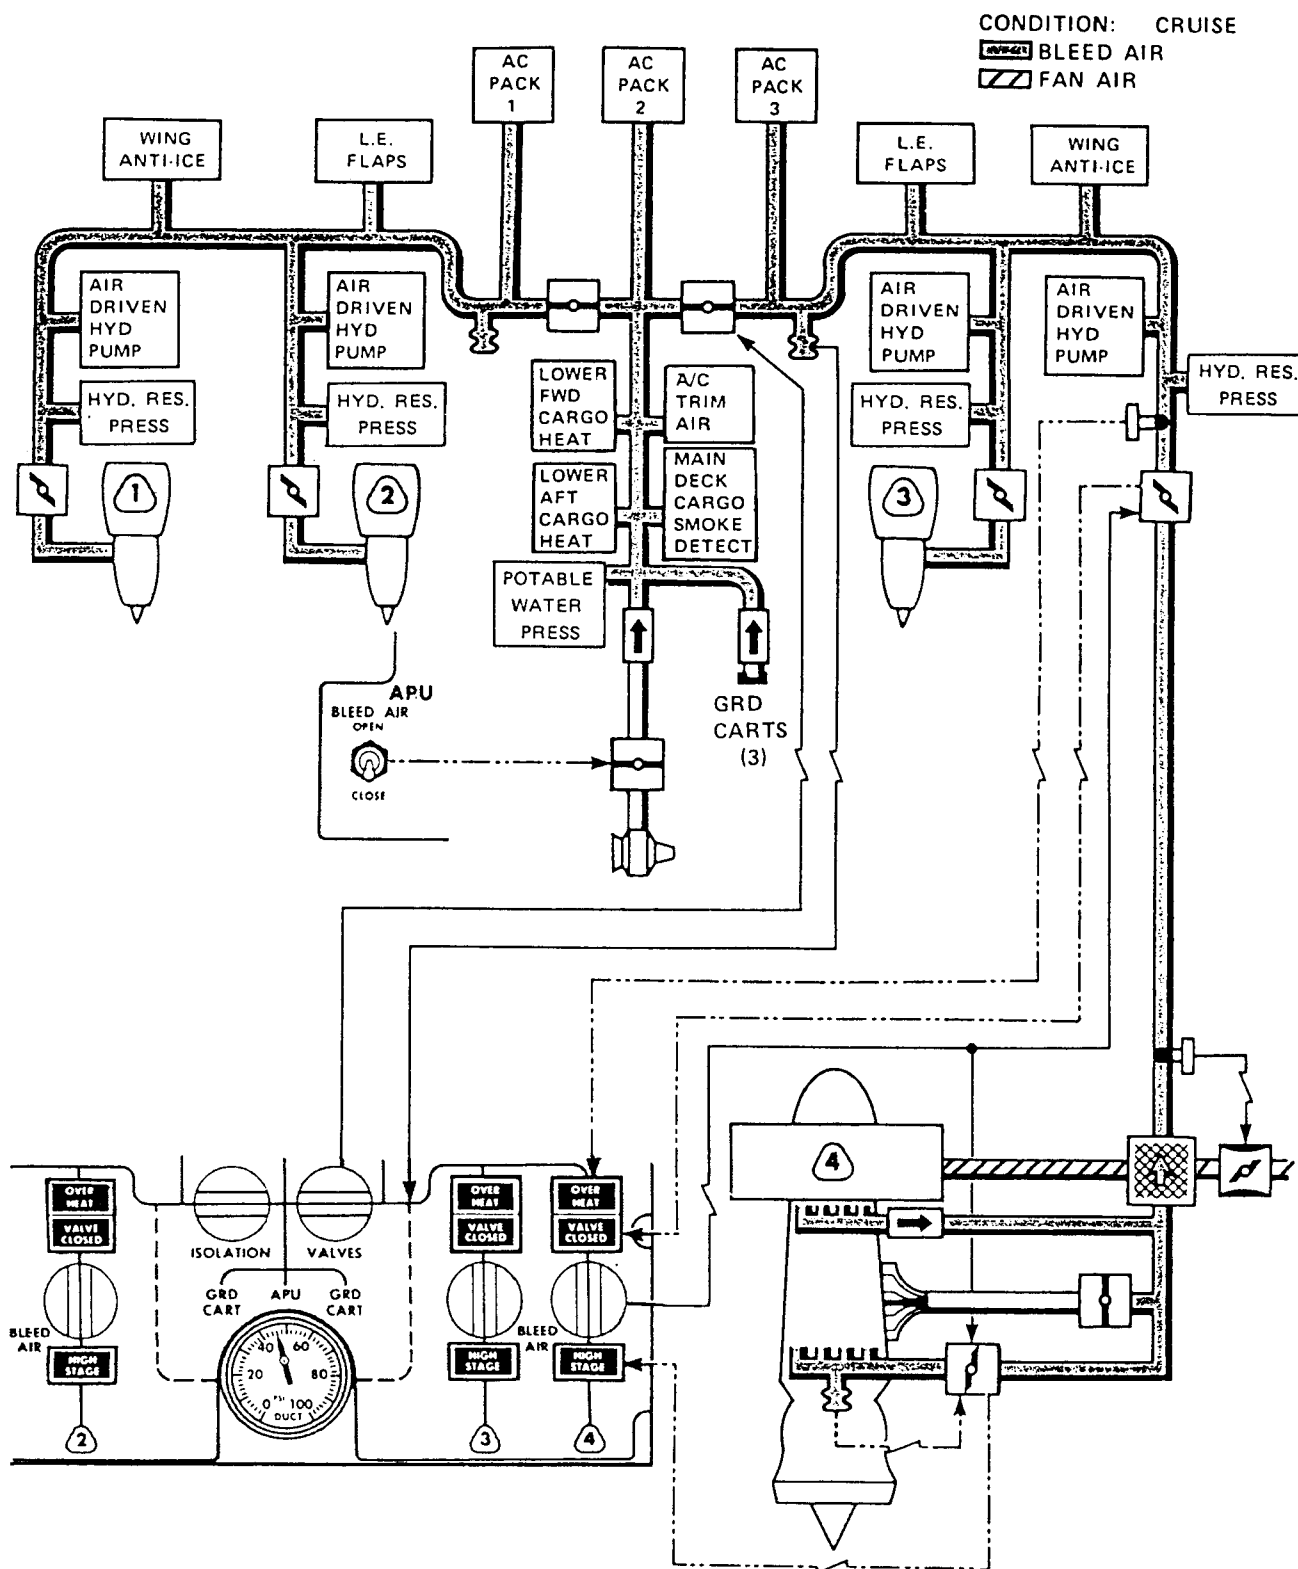 CONDITION: CRUISE
BLEED AIR
FAN AIR
AC
PACK
1
AC
PACK
2
AC
PACK
3
WING
ANTI-ICE
L.E.
FLAPS
L.E.
FLAPS
WING
ANTI-ICE
AIR
DRIVEN
HYD
PUMP
AIR
DRIVEN
HYD
PUMP
AIR
DRIVEN
HYD
PUMP
AIR
DRIVEN
HYD
PUMP
HYD. RES.
PRESS
HYD. RES.
PRESS
LOWER
FWD
CARGO
HEAT
A/C
TRIM
AIR
HYD. RES.
PRESS
HYD. RES.
PRESS
1
2
LOWER
AFT
CARGO
HEAT
MAIN
DECK
CARGO
SMOKE
DETECT
3
POTABLE
WATER
PRESS
GRD
CARTS
(3)
APU
BLEED AIR
OPEN
CLOSE
4
OVER
HEAT
VALVE
CLOSED
BLEED
AIR
HIGH
STAGE
2
ISOLATION VALVES
GRD
CART
APU
GRD
CART
0 20 40 60 80 100
PSI
DUCT
OVER
HEAT
VALVE
CLOSED
HIGH
STAGE
3
OVER
HEAT
VALVE
CLOSED
BLEED
AIR
HIGH
STAGE
4